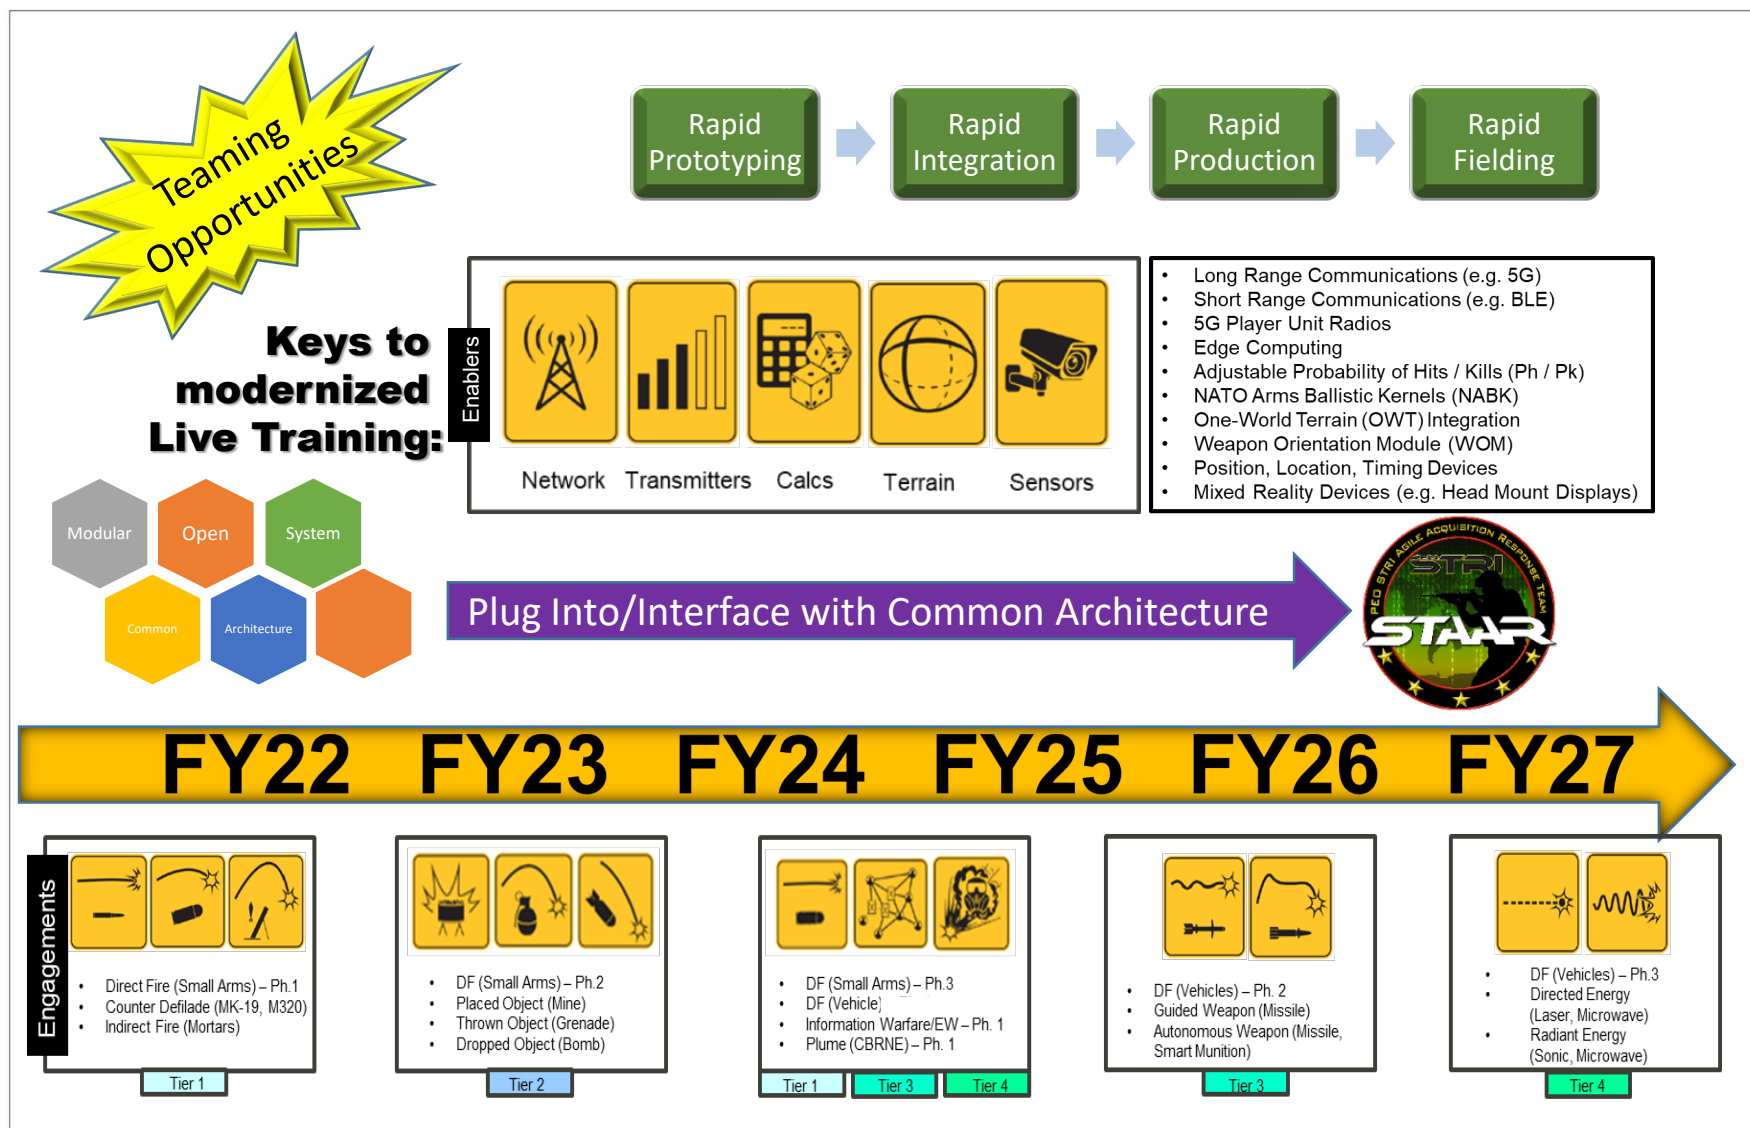 Teaming
Opportunities
Rapid
Prototyping
Rapid
Integration
Rapid
Production
Rapid
Fielding
Keys to
modernized
Live Training:
Enablers
Network
Transmitters
Calcs
Terrain
Sensors
• Long Range Communications (e.g. 5G)
• Short Range Communications (e.g. BLE)
• 5G Player Unit Radios
• Edge Computing
• Adjustable Probability of Hits / Kills (Ph / Pk)
• NATO Arms Ballistic Kernels (NABK)
• One-World Terrain (OWT) Integration
• Weapon Orientation Module (WOM)
• Position, Location, Timing Devices
• Mixed Reality Devices (e.g. Head Mount Displays)
Modular
Open
System
Common
Architecture
Plug Into/Interface with Common Architecture
PEO STRI AGILE ACQUISITION RESPONSE TEAM
STRI
STAAR
FY22
FY23
FY24
FY25
FY26
FY27
Engagements
• Direct Fire (Small Arms) – Ph.1
• Counter Defilade (MK-19, M320)
• Indirect Fire (Mortars)
Tier 1
• DF (Small Arms) – Ph.2
• Placed Object (Mine)
• Thrown Object (Grenade)
• Dropped Object (Bomb)
Tier 2
• DF (Small Arms) – Ph.3
• DF (Vehicle)
• Information Warfare/EW – Ph. 1
• Plume (CBRNE) – Ph. 1
Tier 1
Tier 3
Tier 4
• DF (Vehicles) – Ph. 2
• Guided Weapon (Missile)
• Autonomous Weapon (Missile,
Smart Munition)
Tier 3
• DF (Vehicles) – Ph.3
• Directed Energy
(Laser, Microwave)
• Radiant Energy
(Sonic, Microwave)
Tier 4